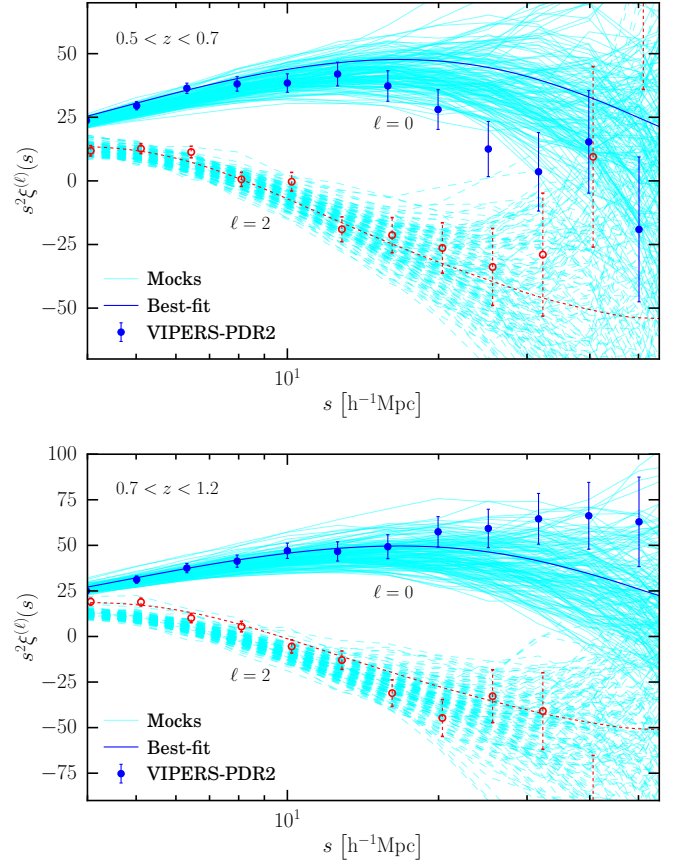 50
25
0
−25
−50
s²ξ⁽ℓ⁾(s)
0.5 < z < 0.7
ℓ = 0
ℓ = 2
Mocks
Best-fit
VIPERS-PDR2
10¹
s [h⁻¹Mpc]
100
75
50
25
0
−25
−50
−75
s²ξ⁽ℓ⁾(s)
0.7 < z < 1.2
ℓ = 0
ℓ = 2
Mocks
Best-fit
VIPERS-PDR2
10¹
s [h⁻¹Mpc]